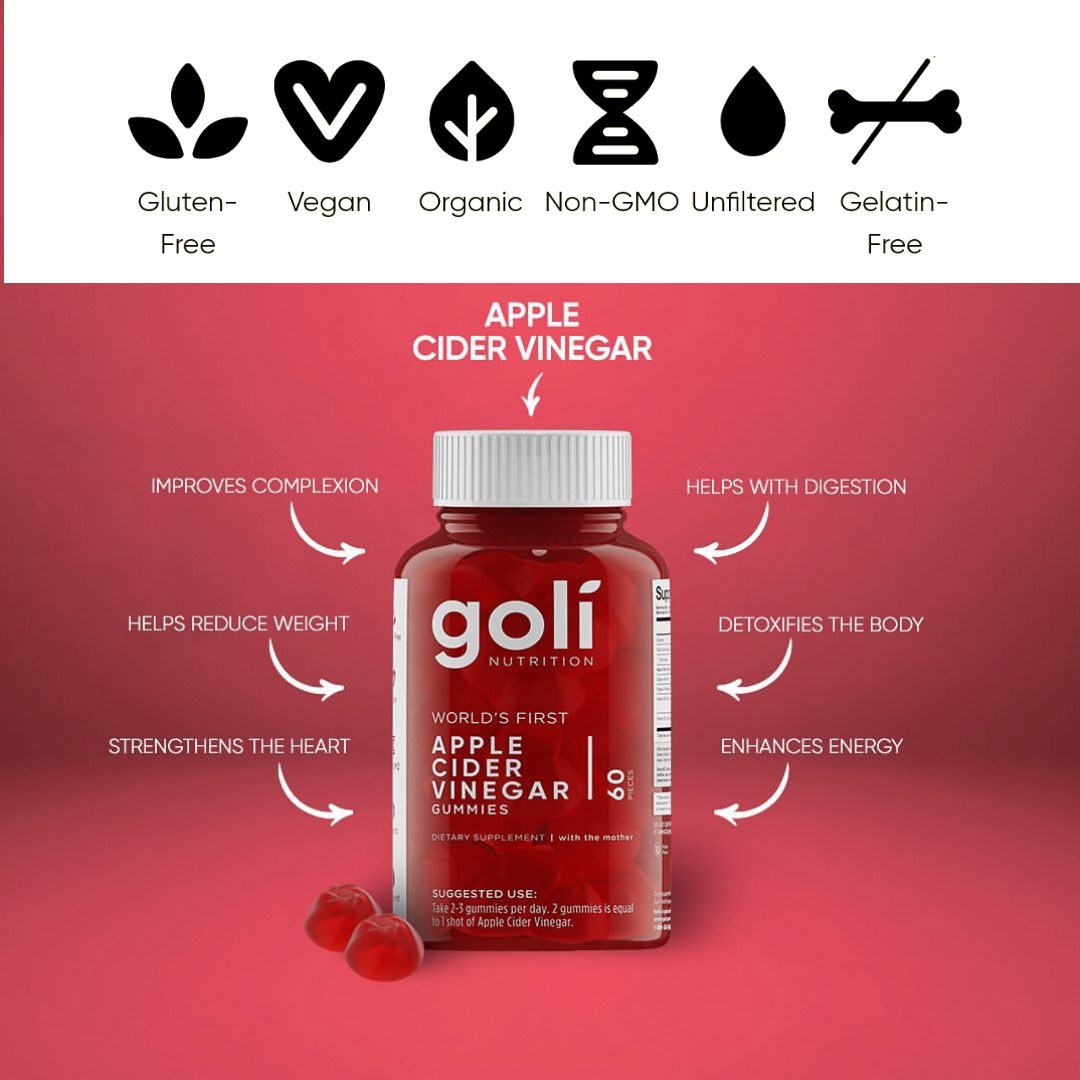 Gluten-
Free
Vegan
Organic
Non-GMO
Unfiltered
Gelatin-
Free
APPLE
CIDER VINEGAR
IMPROVES COMPLEXION
HELPS WITH DIGESTION
HELPS REDUCE WEIGHT
DETOXIFIES THE BODY
STRENGTHENS THE HEART
ENHANCES ENERGY
goli
NUTRITION
WORLD'S FIRST
APPLE
CIDER
VINEGAR
GUMMIES
60
PIECES
DIETARY SUPPLEMENT | with the mother
SUGGESTED USE:
Take 2-3 gummies per day. 2 gummies is equal
to 1 shot of Apple Cider Vinegar.